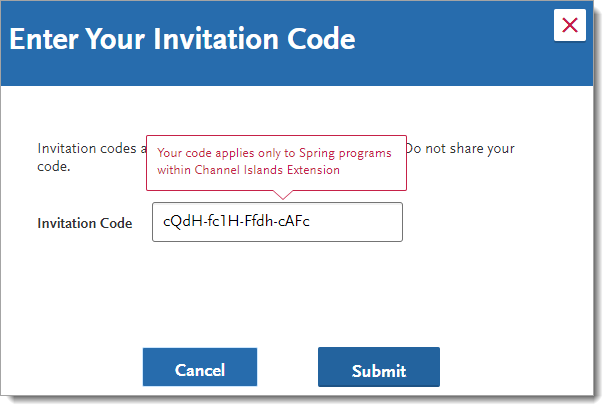 Enter Your Invitation Code
Invitation codes a
Do not share your
code.
Your code applies only to Spring programs
within Channel Islands Extension
Invitation Code
cQdH-fc1H-Ffdh-cAFc
Cancel
Submit